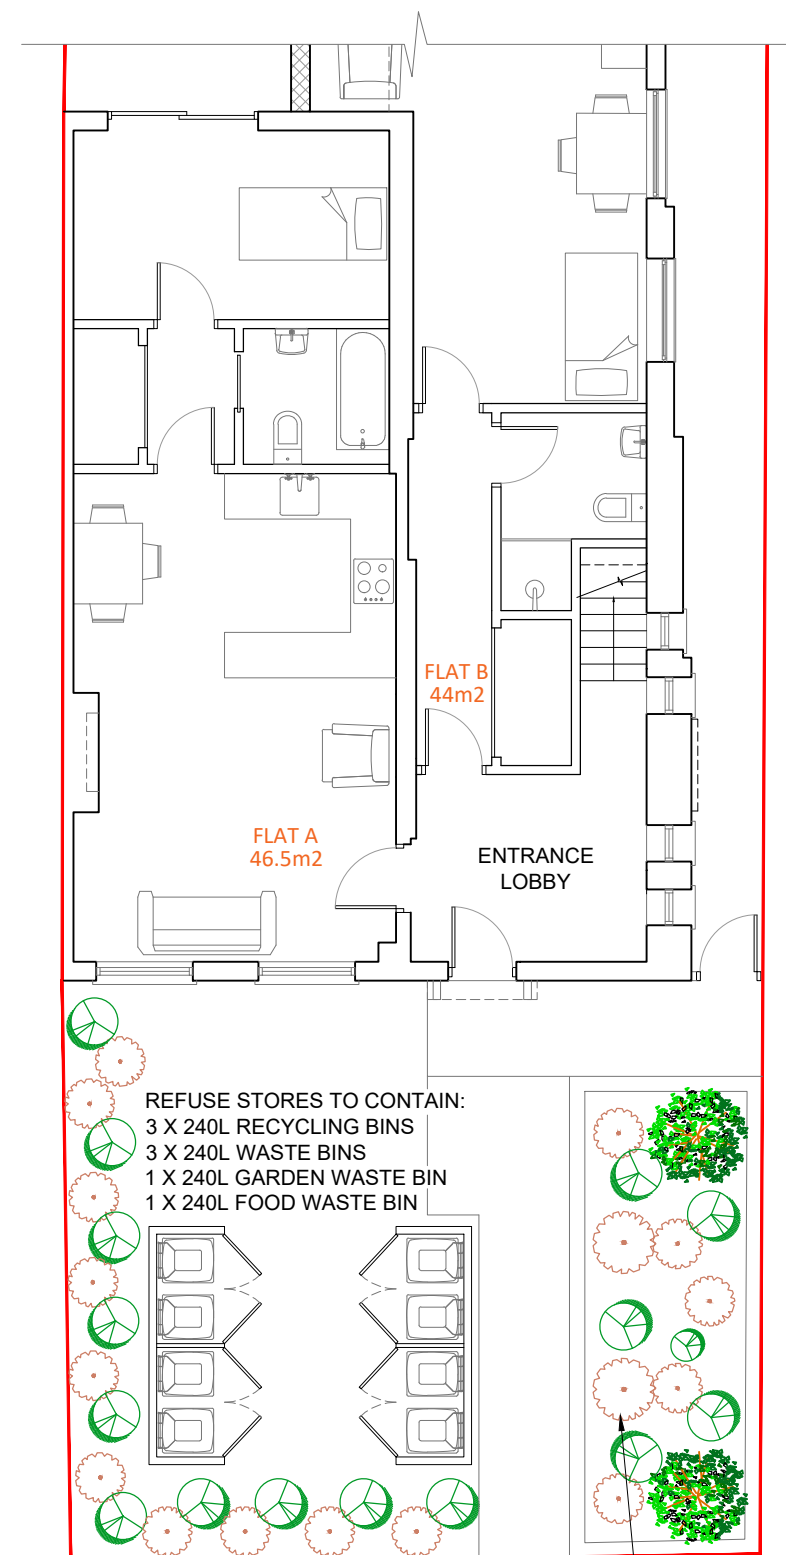 FLAT B
44m2
FLAT A
46.5m2
ENTRANCE
LOBBY
REFUSE STORES TO CONTAIN:
3 X 240L RECYCLING BINS
3 X 240L WASTE BINS
1 X 240L GARDEN WASTE BIN
1 X 240L FOOD WASTE BIN